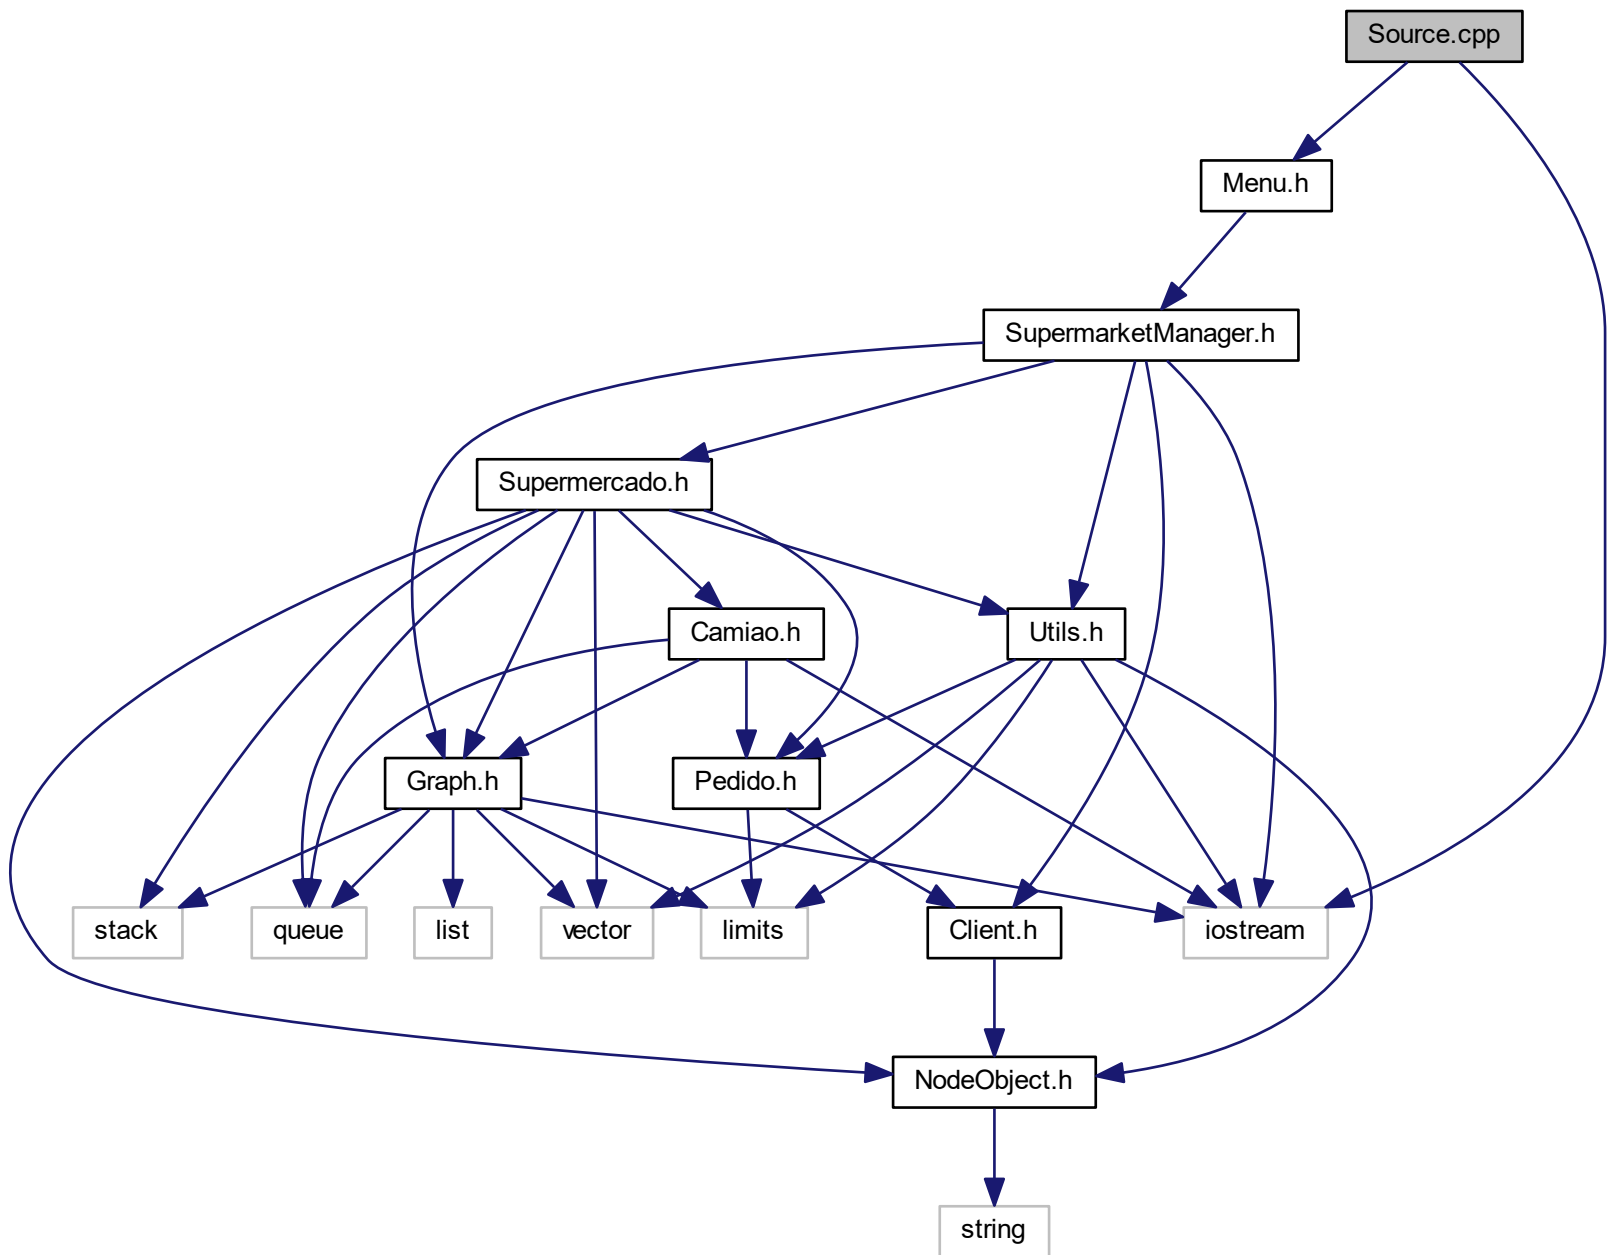 Source.cpp
Menu.h
SupermarketManager.h
Supermercado.h
Camiao.h
Utils.h
Graph.h
Pedido.h
stack
queue
list
vector
limits
Client.h
iostream
NodeObject.h
string